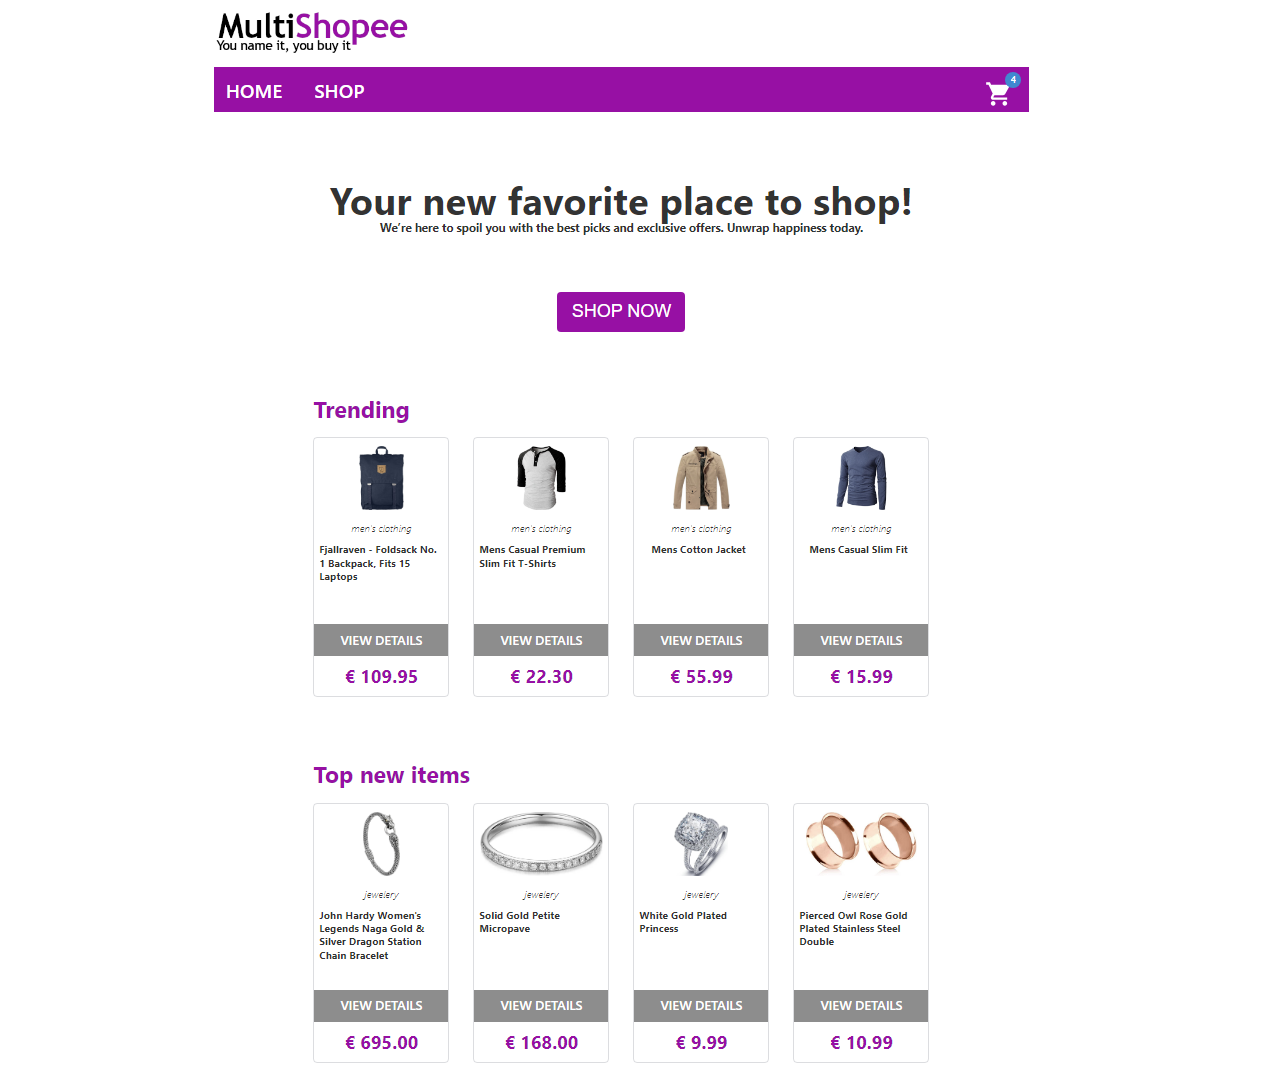 MultiShopee
You name it, you buy it
HOME SHOP 4
Your new favorite place to shop!
We're here to spoil you with the best picks and exclusive offers. Unwrap happiness today.
SHOP NOW
Trending
men's clothing
Fjallraven - Foldsack No.
1 Backpack, Fits 15
Laptops
VIEW DETAILS
€ 109.95
men's clothing
Mens Casual Premium
Slim Fit T-Shirts
VIEW DETAILS
€ 22.30
men's clothing
Mens Cotton Jacket
VIEW DETAILS
€ 55.99
men's clothing
Mens Casual Slim Fit
VIEW DETAILS
€ 15.99
Top new items
jewelery
John Hardy Women's
Legends Naga Gold &
Silver Dragon Station
Chain Bracelet
VIEW DETAILS
€ 695.00
jewelery
Solid Gold Petite
Micropave
VIEW DETAILS
€ 168.00
jewelery
White Gold Plated
Princess
VIEW DETAILS
€ 9.99
jewelery
Pierced Owl Rose Gold
Plated Stainless Steel
Double
VIEW DETAILS
€ 10.99